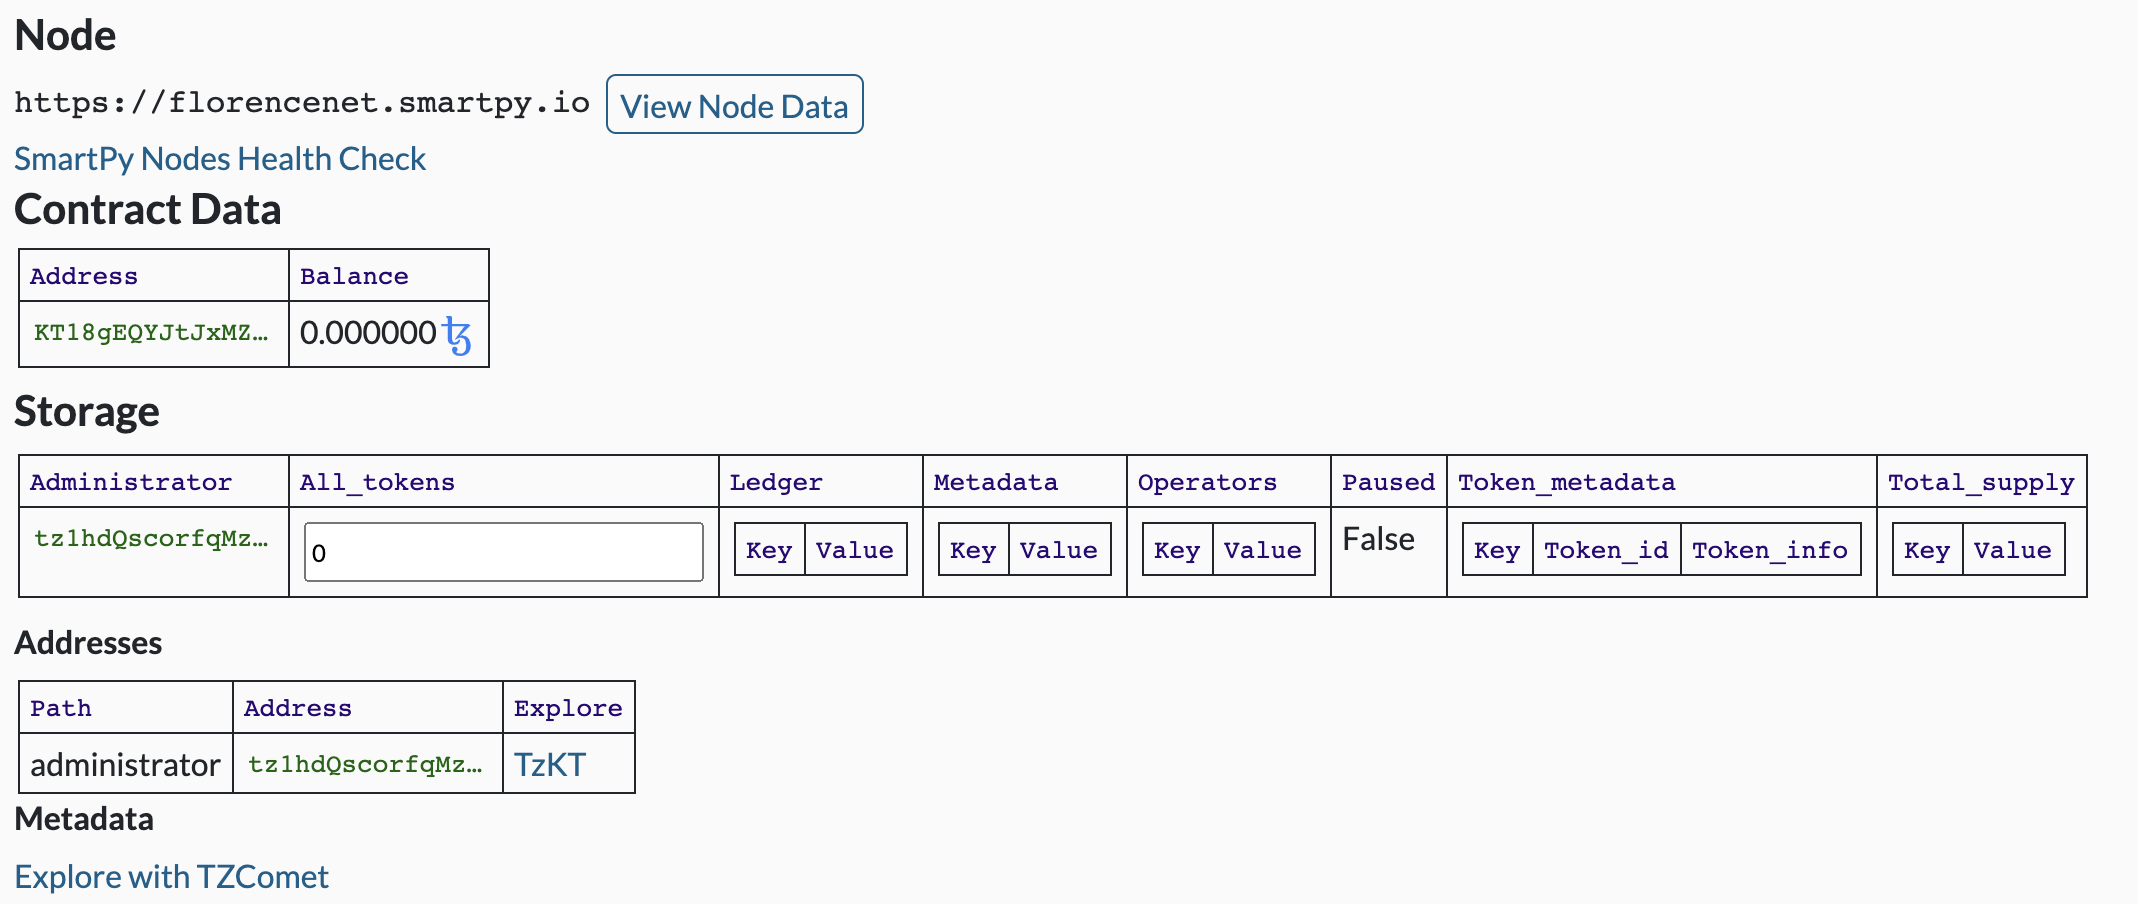 Node
https://florencenet.smartpy.io View Node Data
SmartPy Nodes Health Check
Contract Data
Address Balance
KT18gEQYJtJxMZ… 0.000000 ꜩ
Storage
Administrator All_tokens Ledger Metadata Operators Paused Token_metadata Total_supply
tz1hdQscorfqMz… 0 Key Value Key Value Key Value False Key Token_id Token_info Key Value
Addresses
Path Address Explore
administrator tz1hdQscorfqMz… TzKT
Metadata
Explore with TZComet